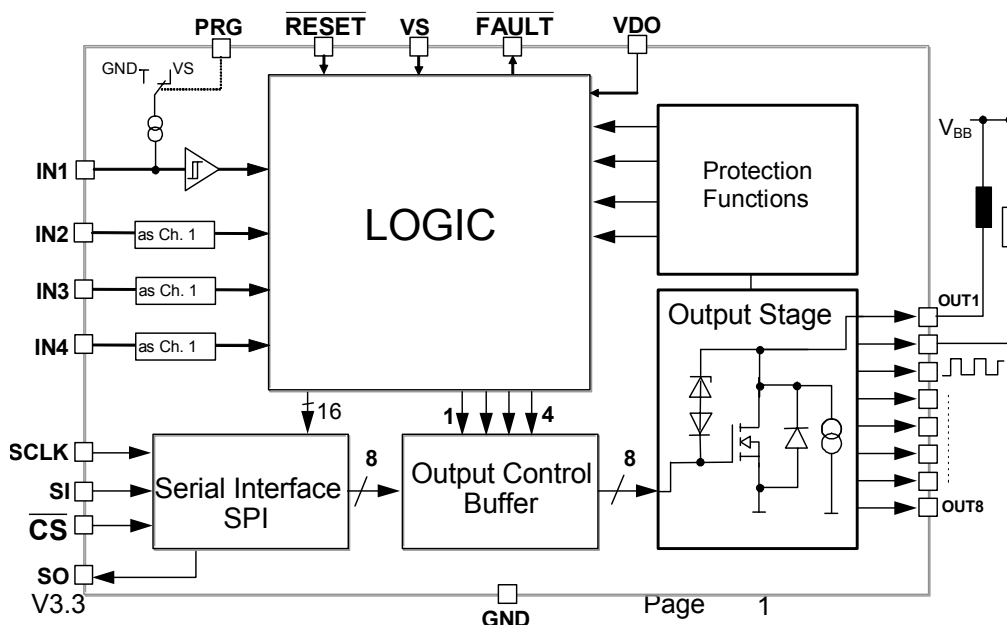 PRG RESET VS FAULT VDO
GND VS
V_BB
IN1
LOGIC
Protection
Functions
IN2 as Ch. 1
IN3 as Ch. 1
IN4 as Ch. 1
Output Stage
OUT1
16
1 4
SCLK
SI
CS
SO
Serial Interface
SPI
8
Output Control
Buffer
8
OUT8
V3.3
GND
Page 1